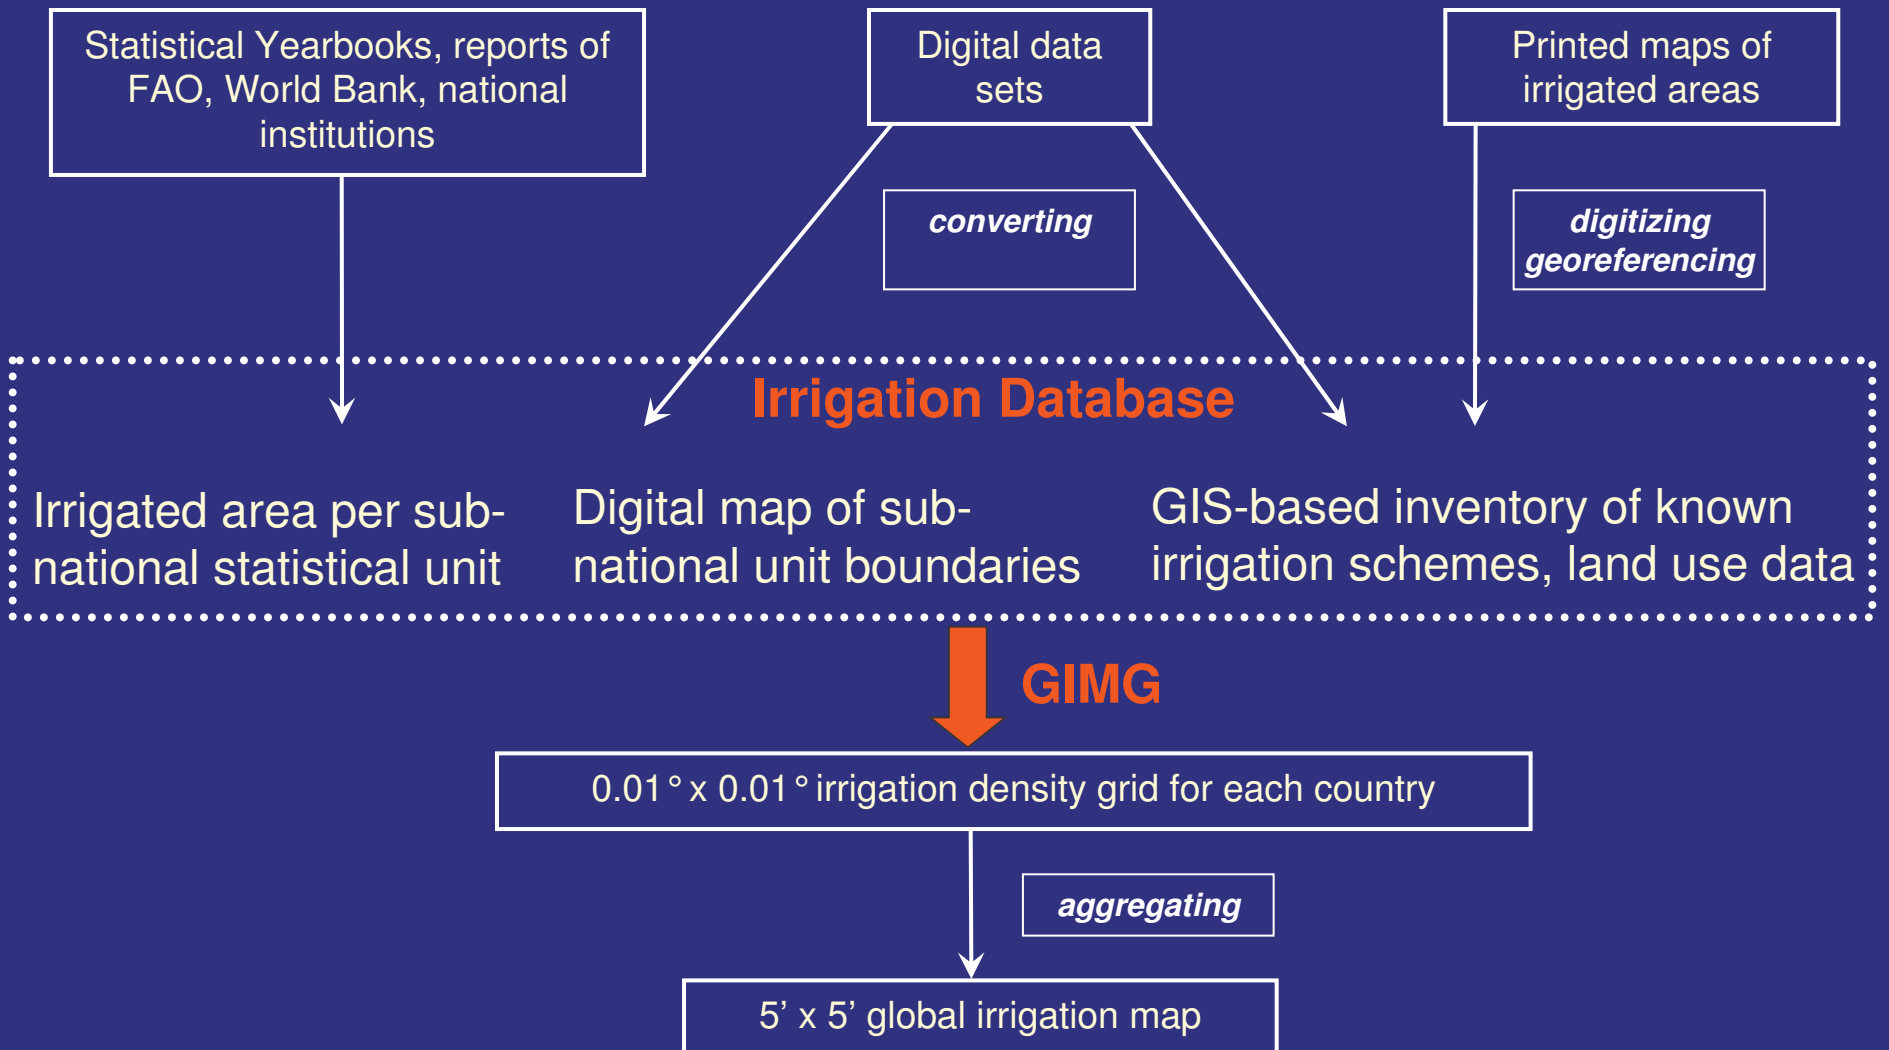 Statistical Yearbooks, reports of
FAO, World Bank, national
institutions
Digital data
sets
Printed maps of
irrigated areas
converting
digitizing
georeferencing
Irrigation Database
Irrigated area per sub-
national statistical unit
Digital map of sub-
national unit boundaries
GIS-based inventory of known
irrigation schemes, land use data
GIMG
0.01° x 0.01° irrigation density grid for each country
aggregating
5’ x 5’ global irrigation map